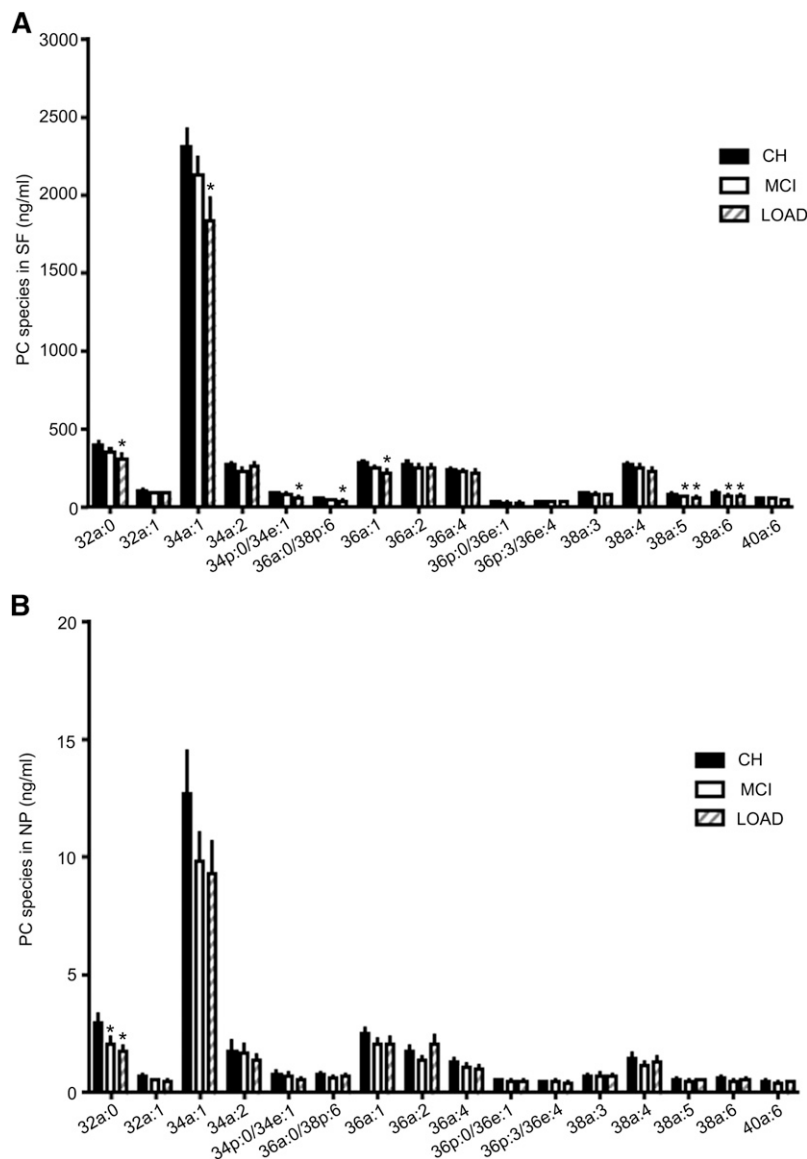 A
3000
2500
2000
1500
1000
500
0
PC species in SF (ng/ml)
CH
MCI
LOAD
*
*
*
*
*
* *
* *
32a:0
32a:1
34a:1
34a:2
34p:0/34e:1
36a:0/38p:6
36a:1
36a:2
36a:4
36p:0/36e:1
36p:3/36e:4
38a:3
38a:4
38a:5
38a:6
40a:6
B
20
15
10
5
0
PC species in NP (ng/ml)
CH
MCI
LOAD
*
*
32a:0
32a:1
34a:1
34a:2
34p:0/34e:1
36a:0/38p:6
36a:1
36a:2
36a:4
36p:0/36e:1
36p:3/36e:4
38a:3
38a:4
38a:5
38a:6
40a:6